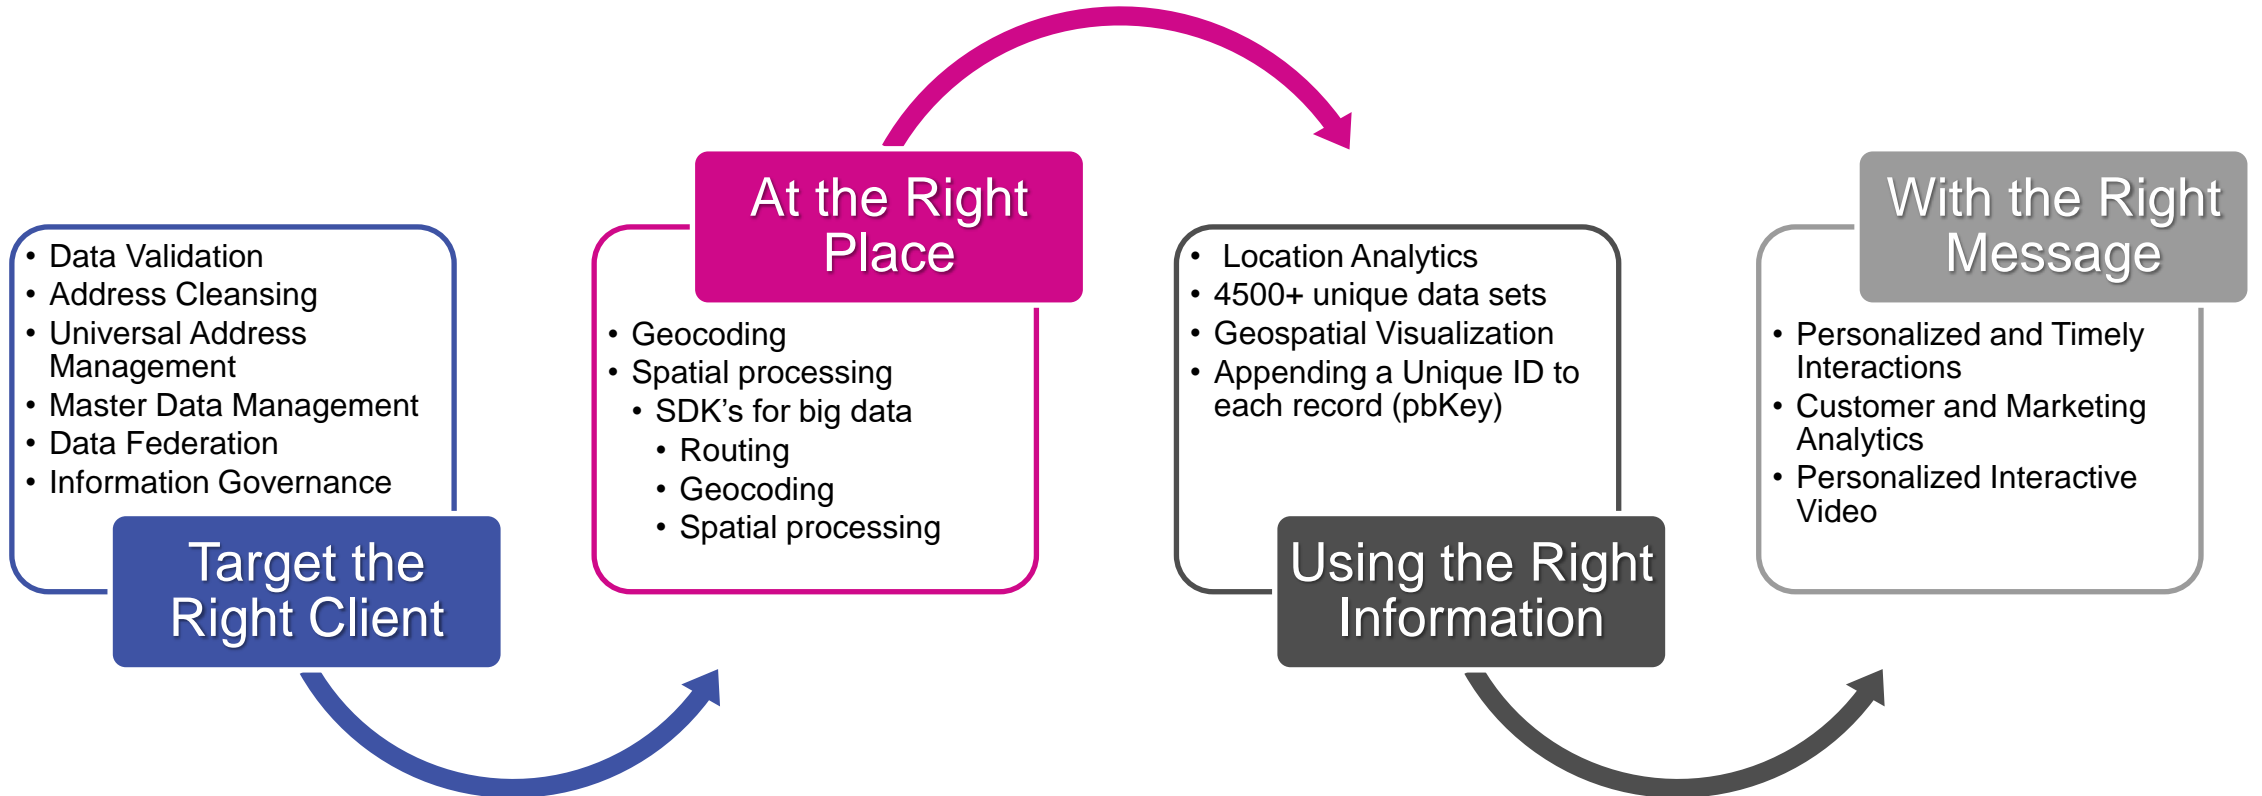 • Data Validation
• Address Cleansing
• Universal Address
Management
• Master Data Management
• Data Federation
• Information Governance
Target the
Right Client
At the Right
Place
• Geocoding
• Spatial processing
• SDK's for big data
• Routing
• Geocoding
• Spatial processing
• Location Analytics
• 4500+ unique data sets
• Geospatial Visualization
• Appending a Unique ID to
each record (pbKey)
Using the Right
Information
With the Right
Message
• Personalized and Timely
Interactions
• Customer and Marketing
Analytics
• Personalized Interactive
Video